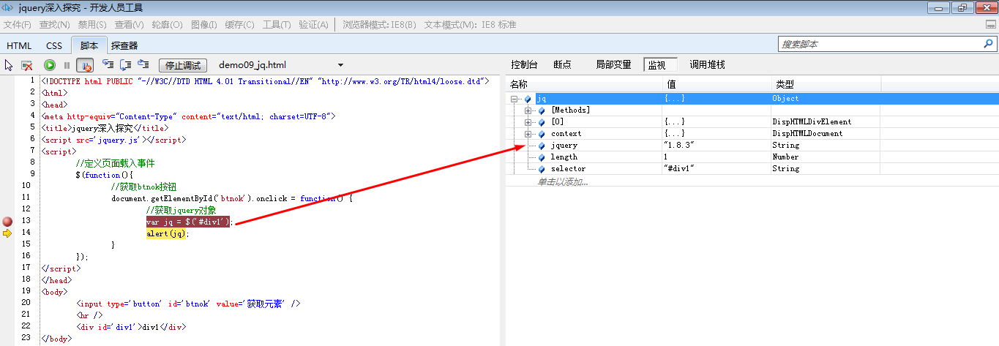 jquery深入探究 - 开发人员工具
文件(F) 查找(N) 禁用(S) 查看(V) 轮廓(O) 图像(I) 缓存(C) 工具(T) 验证(A) 浏览器模式: IE8(B) 文本模式(M): IE8 标准
HTML CSS 脚本 探查器 搜索脚本
停止调试 demo09_jq.html
1 <!DOCTYPE html PUBLIC "-//W3C//DTD HTML 4.01 Transitional//EN" "http://www.w3.org/TR/html4/loose.dtd">
2 <html>
3 <head>
4 <meta http-equiv="Content-Type" content="text/html; charset=UTF-8">
5 <title>jquery深入探究</title>
6 <script src='jquery.js'></script>
7 <script>
8 //定义页面载入事件
9 $(function(){
10 //获取btnok按钮
11 document.getElementById('btnok').onclick = function() {
12 //获取jquery对象
13 var jq = $('#div1');
14 alert(jq);
15 }
16 });
17 </script>
18 </head>
19 <body>
20 <input type='button' id='btnok' value='获取元素' />
21 <hr />
22 <div id='div1'>div1</div>
23 </body>
控制台 断点 局部变量 监视 调用堆栈
名称 值 类型
jq {...} Object
[Methods]
[0] {...} DispHTMLDivElement
context {...} DispHTMLDocument
jquery "1.8.3" String
length 1 Number
selector "#div1" String
单击以添加...